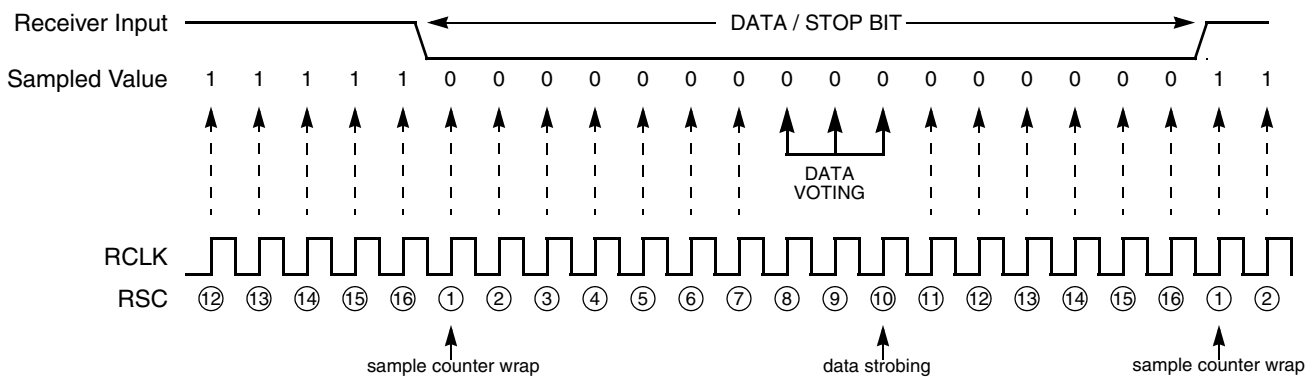 Receiver Input DATA / STOP BIT
Sampled Value 1 1 1 1 1 0 0 0 0 0 0 0 0 0 0 0 0 0 0 0 0 1 1
DATA
VOTING
RCLK
RSC 12 13 14 15 16 1 2 3 4 5 6 7 8 9 10 11 12 13 14 15 16 1 2
sample counter wrap data strobing sample counter wrap